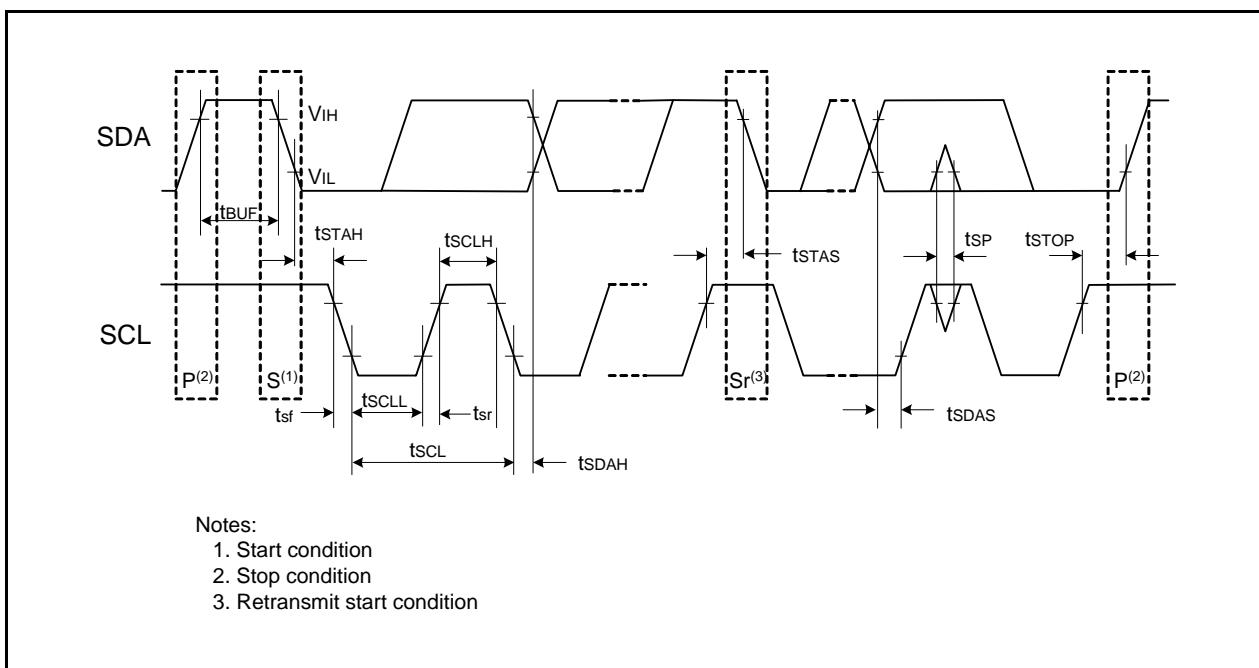 SDA
VIH
VIL
tBUF
tSTAH
tSCLH
tSTAS
tSP
tSTOP
SCL
P(2)
S(1)
Sr(3)
P(2)
tsf
tSCLL
tsr
tSDAS
tSCL
tSDAH
Notes:
1. Start condition
2. Stop condition
3. Retransmit start condition